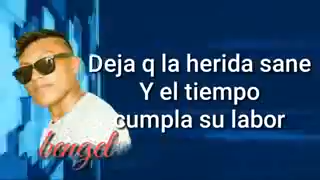 Deja q la herida sane
Y el tiempo
cumpla su labor
bengel